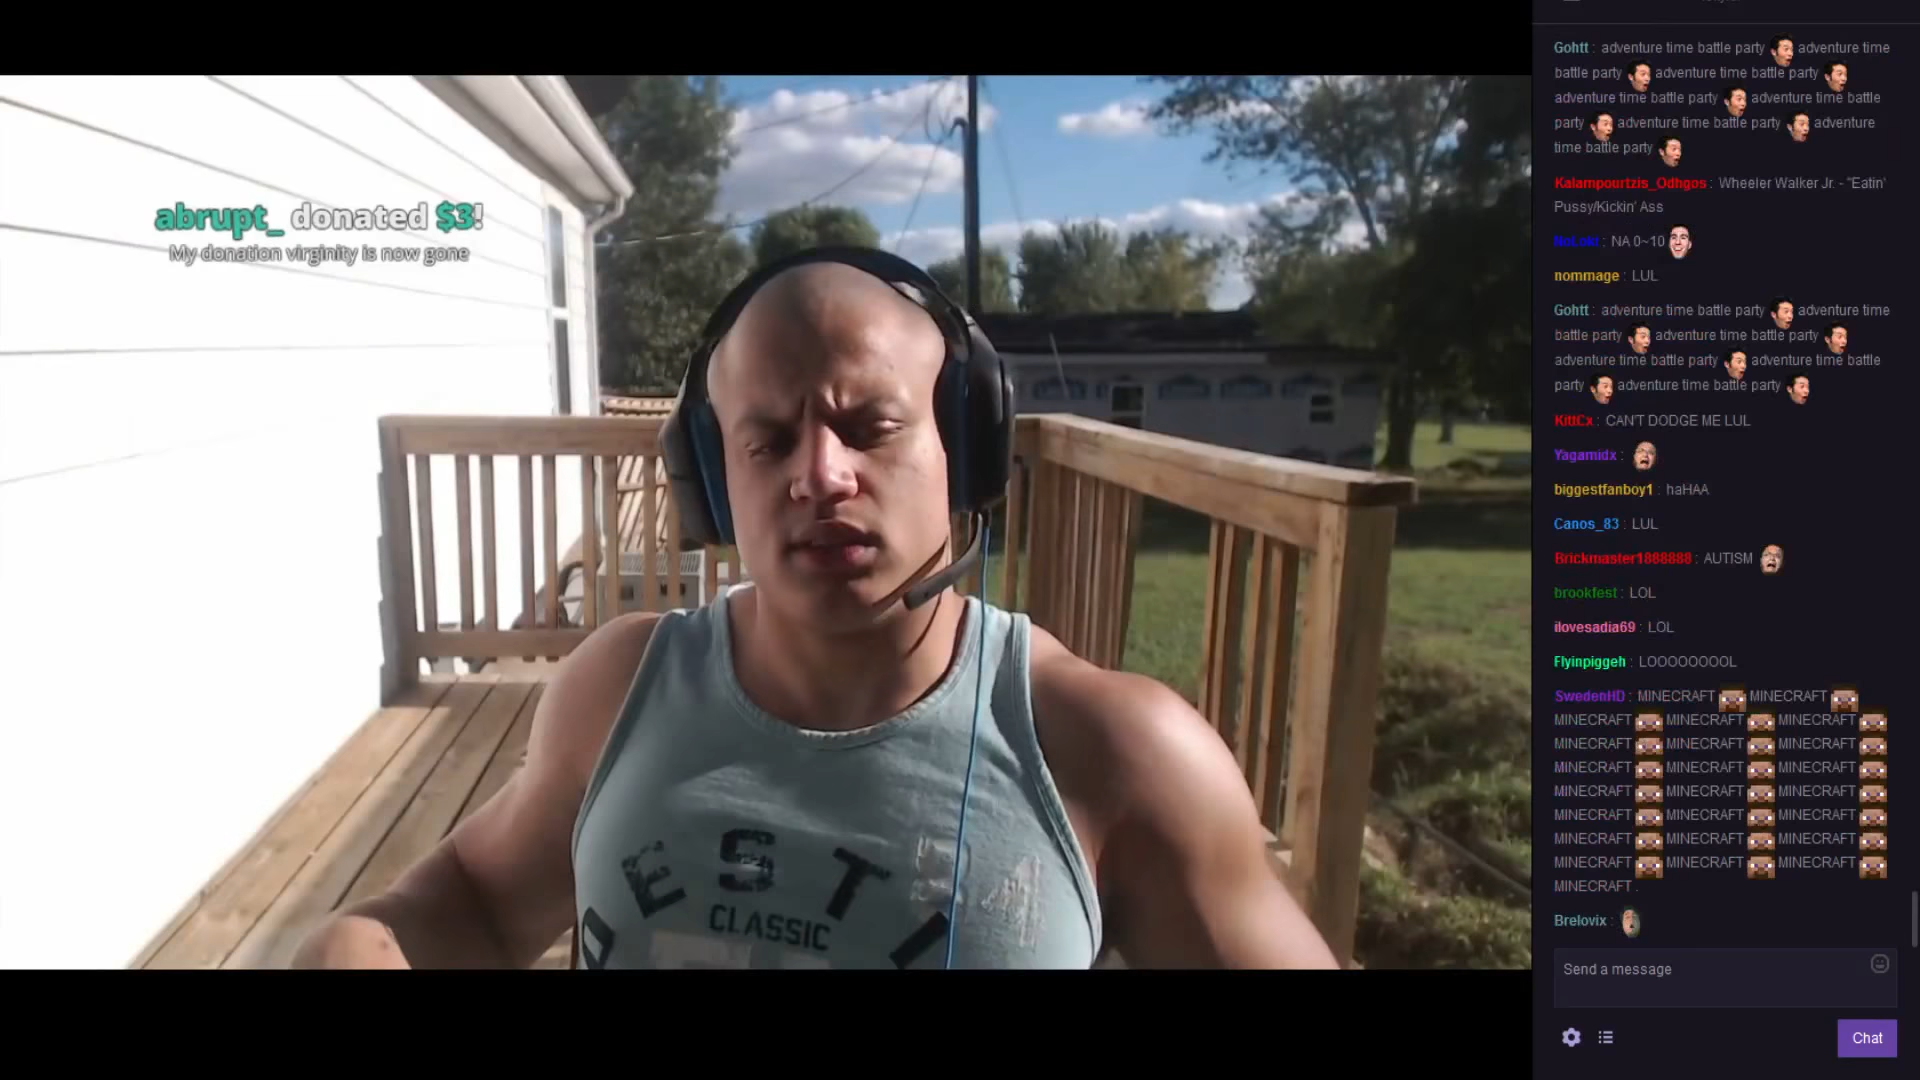 abrupt_ donated $3!
My donation virginity is now gone
DESTI
CLASSIC
Gohtt : adventure time battle party adventure time
battle party adventure time battle party
adventure time battle party adventure time battle
party adventure time battle party adventure
time battle party
Kalampourtzis_Odhgos : Wheeler Walker Jr. - "Eatin'
Pussy/Kickin' Ass
NoLoki : NA 0~10
nommage : LUL
Gohtt : adventure time battle party adventure time
battle party adventure time battle party
adventure time battle party adventure time battle
party adventure time battle party
KittCx : CAN'T DODGE ME LUL
Yagamidx :
biggestfanboy1 : haHAA
Canos_83 : LUL
Brickmaster1888888 : AUTISM
brookfest : LOL
ilovesadia69 : LOL
Flyinpiggeh : LOOOOOOOOL
SwedenHD : MINECRAFT MINECRAFT
MINECRAFT MINECRAFT MINECRAFT
MINECRAFT MINECRAFT MINECRAFT
MINECRAFT MINECRAFT MINECRAFT
MINECRAFT MINECRAFT MINECRAFT
MINECRAFT MINECRAFT MINECRAFT
MINECRAFT MINECRAFT MINECRAFT
MINECRAFT MINECRAFT MINECRAFT
MINECRAFT .
Brelovix :
Send a message
Chat